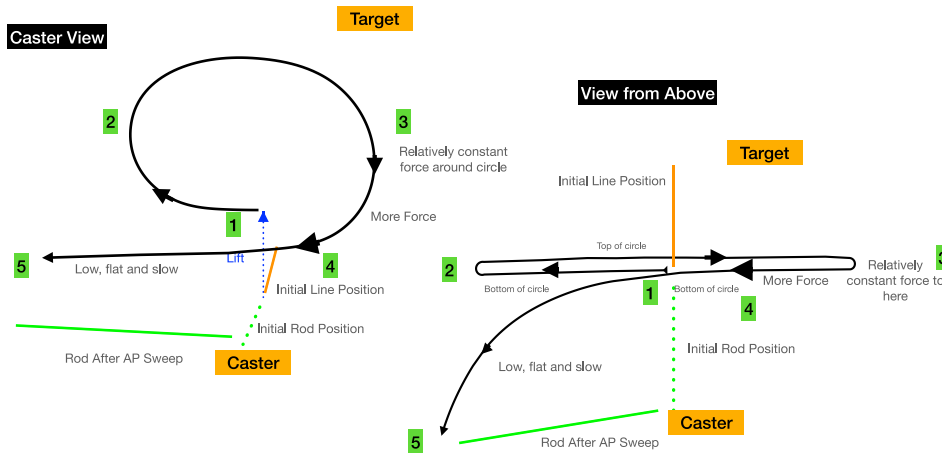 Target
Caster View
2
3
Relatively constant
force around circle
1
More Force
5
Lift
4
Low, flat and slow
Initial Line Position
Initial Rod Position
Rod After AP Sweep
Caster
View from Above
Target
Initial Line Position
Top of circle
3
2
Relatively
constant force to
here
Bottom of circle
1
Bottom of circle
More Force
4
Initial Rod Position
Low, flat and slow
Caster
5
Rod After AP Sweep